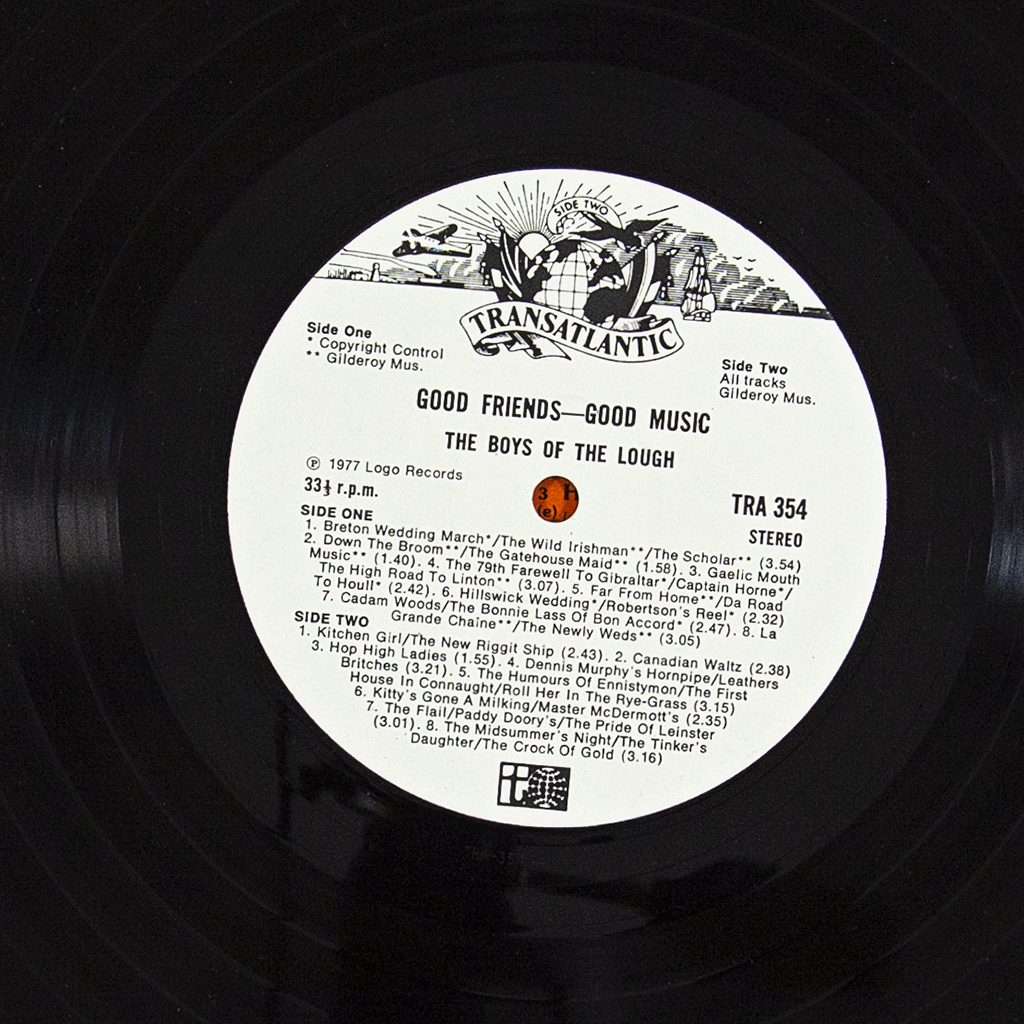 SIDE TWO
TRANSATLANTIC
Side One
* Copyright Control
** Gilderoy Mus.
Side Two
All tracks
Gilderoy Mus.
GOOD FRIENDS—GOOD MUSIC
THE BOYS OF THE LOUGH
Ⓟ 1977 Logo Records
33⅓ r.p.m.
3 H
(e)
TRA 354
STEREO
SIDE ONE
1. Breton Wedding March*/The Wild Irishman**/The Scholar** (3.54)
2. Down The Broom**/The Gatehouse Maid** (1.58). 3. Gaelic Mouth
Music** (1.40). 4. The 79th Farewell To Gibraltar*/Captain Horne*/
The High Road To Linton** (3.07). 5. Far From Home**/Da Road
To Houll* (2.42). 6. Hillswick Wedding*/Robertson's Reel* (2.32)
7. Cadam Woods/The Bonnie Lass Of Bon Accord* (2.47). 8. La
Grande Chaine**/The Newly Weds** (3.05)
SIDE TWO
1. Kitchen Girl/The New Riggit Ship (2.43). 2. Canadian Waltz (2.38)
3. Hop High Ladies (1.55). 4. Dennis Murphy's Hornpipe/Leathers
Britches (3.21). 5. The Humours Of Ennistymon/The First
House In Connaught/Roll Her In The Rye-Grass (3.15)
6. Kitty's Gone A Milking/Master McDermott's (2.35)
7. The Flail/Paddy Doory's/The Pride Of Leinster
(3.01). 8. The Midsummer's Night/The Tinker's
Daughter/The Crock Of Gold (3.16)
it